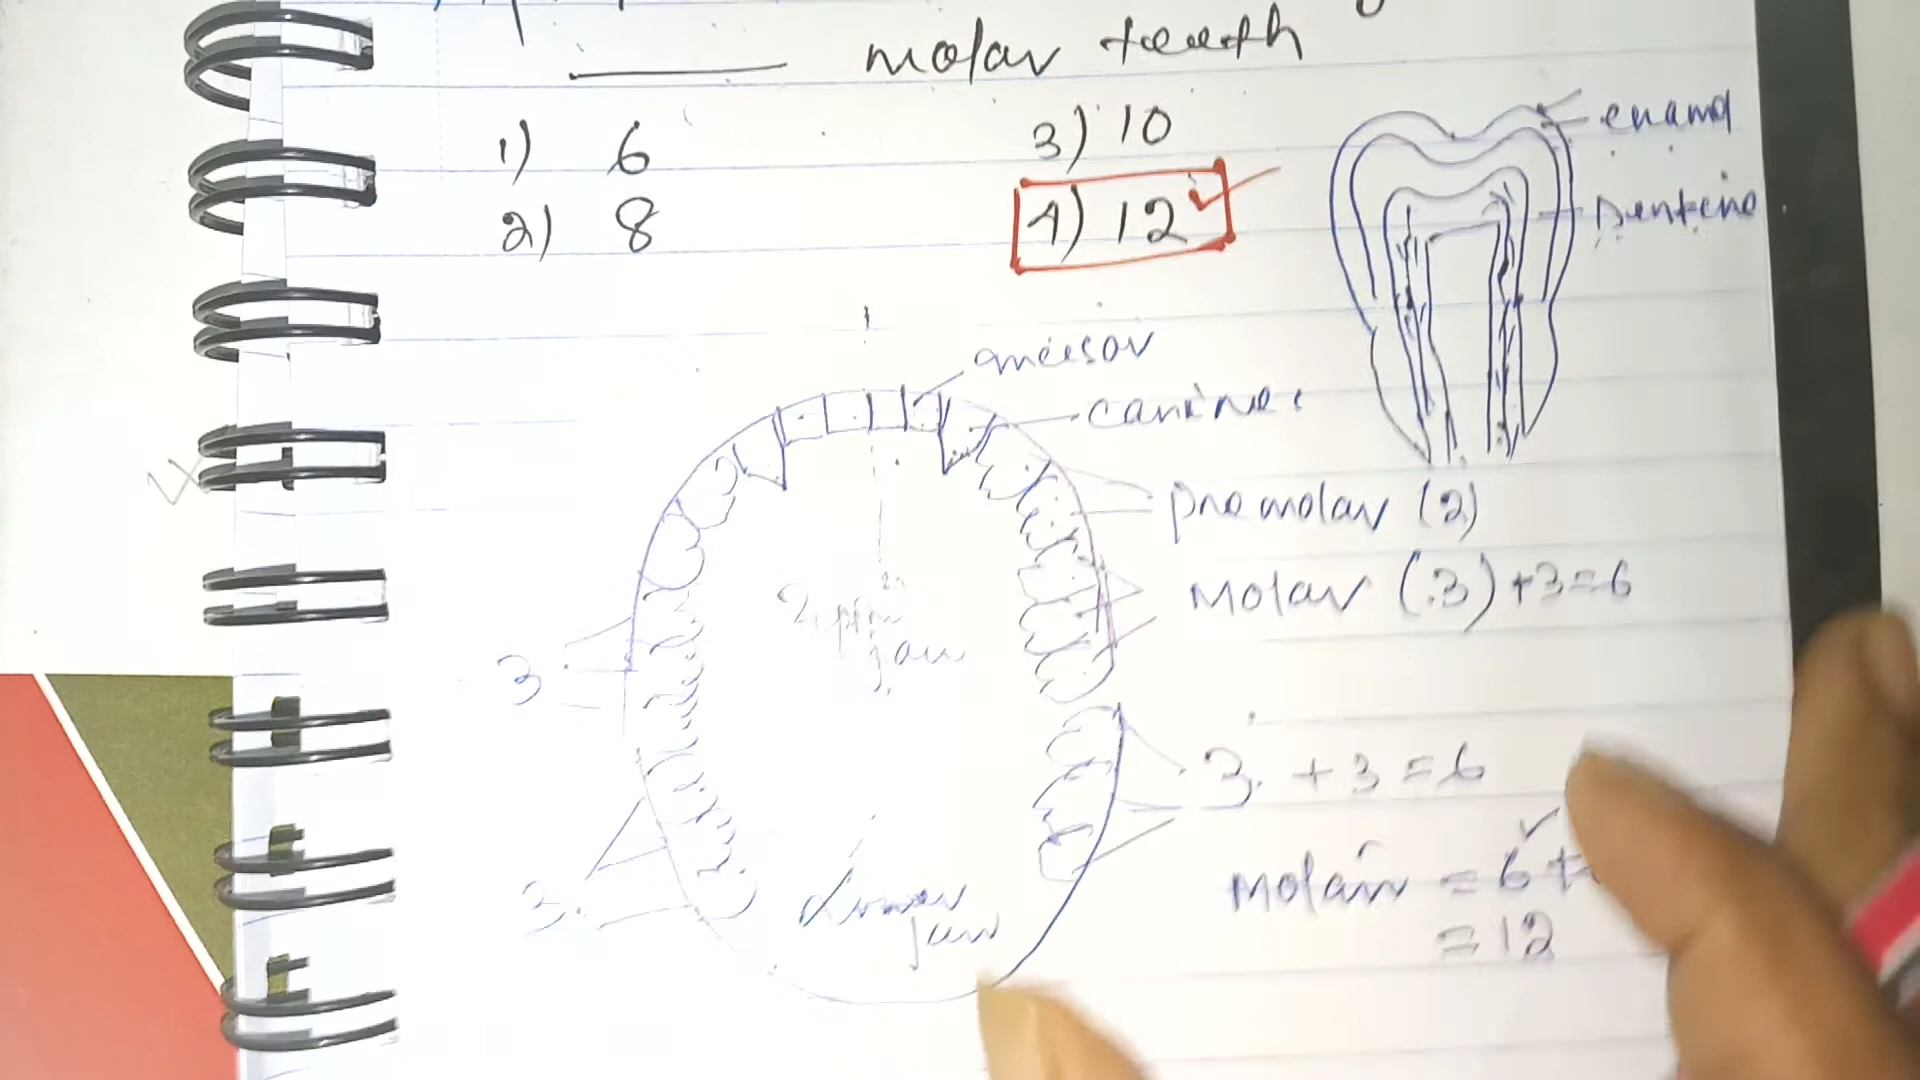 _____ molar teeth
1) 6
2) 8
3) 10
4) 12
enamel
Dentine
incisor
canine
premolar (2)
Molar (3)+3=6
3
upper
jaw
3 + 3 = 6
3
Lower
jaw
Molar = 6+
= 12